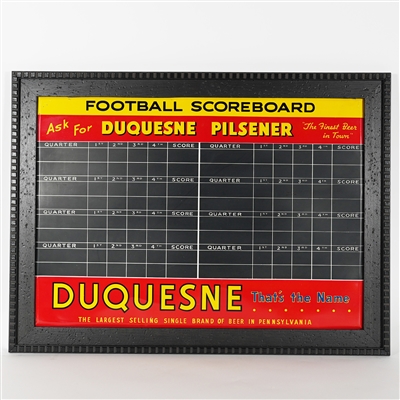 FOOTBALL SCOREBOARD
Ask For DUQUESNE PILSENER "The Finest Beer in Town"
QUARTER 1ST 2ND 3RD 4TH SCORE QUARTER 1ST 2ND 3RD 4TH SCORE
QUARTER 1ST 2ND 3RD 4TH SCORE QUARTER 1ST 2ND 3RD 4TH SCORE
QUARTER 1ST 2ND 3RD 4TH SCORE QUARTER 1ST 2ND 3RD 4TH SCORE
QUARTER 1ST 2ND 3RD 4TH SCORE QUARTER 1ST 2ND 3RD 4TH SCORE
DUQUESNE That's the Name .......
THE LARGEST SELLING SINGLE BRAND OF BEER IN PENNSYLVANIA